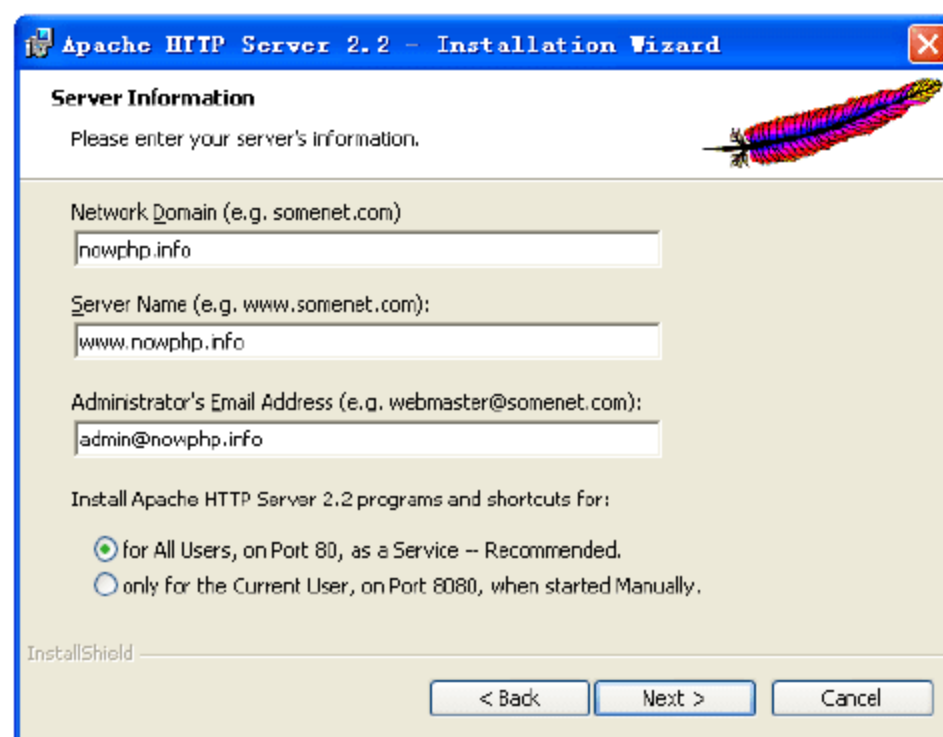 Apache HTTP Server 2.2 - Installation Wizard
Server Information
Please enter your server's information.
Network Domain (e.g. somenet.com)
nowphp.info
Server Name (e.g. www.somenet.com):
www.nowphp.info
Administrator's Email Address (e.g. webmaster@somenet.com):
admin@nowphp.info
Install Apache HTTP Server 2.2 programs and shortcuts for:
for All Users, on Port 80, as a Service -- Recommended.
only for the Current User, on Port 8080, when started Manually.
InstallShield
< Back Next > Cancel